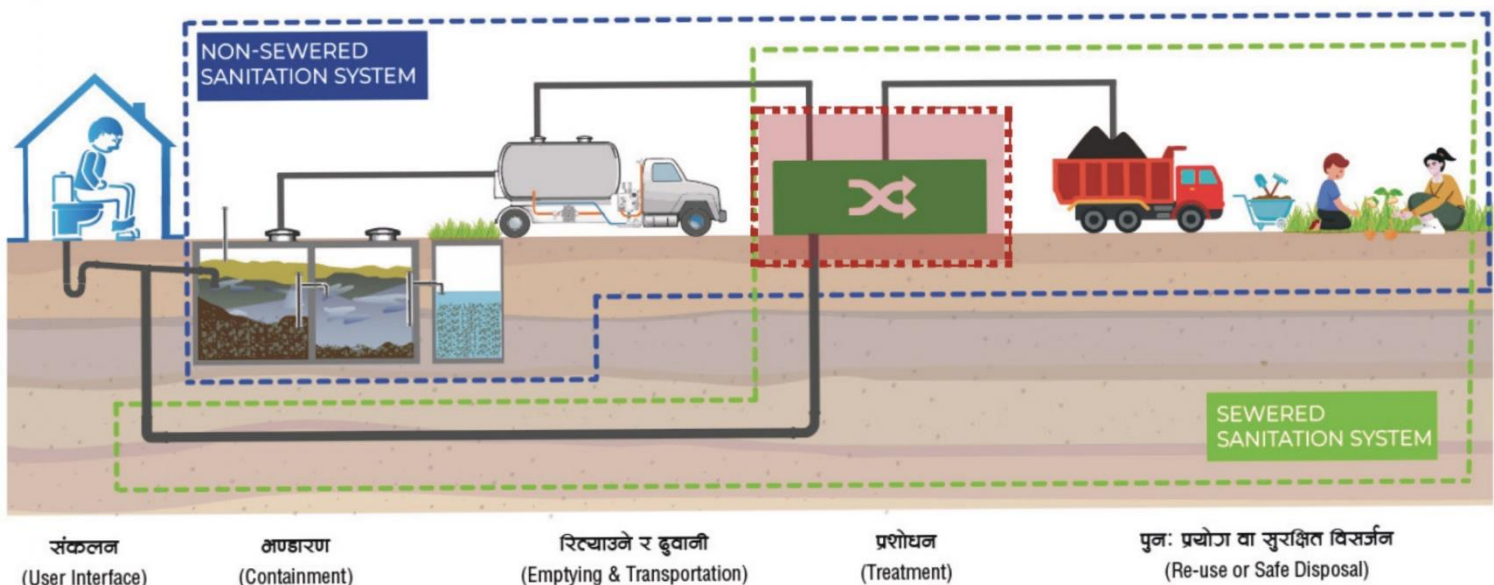 NON-SEWERED
SANITATION SYSTEM
SEWERED
SANITATION SYSTEM
संकलन
(User Interface)
भण्डारण
(Containment)
रित्याउने र ढुवानी
(Emptying & Transportation)
प्रशोधन
(Treatment)
पुन: प्रयोग वा सुरक्षित विसर्जन
(Re-use or Safe Disposal)